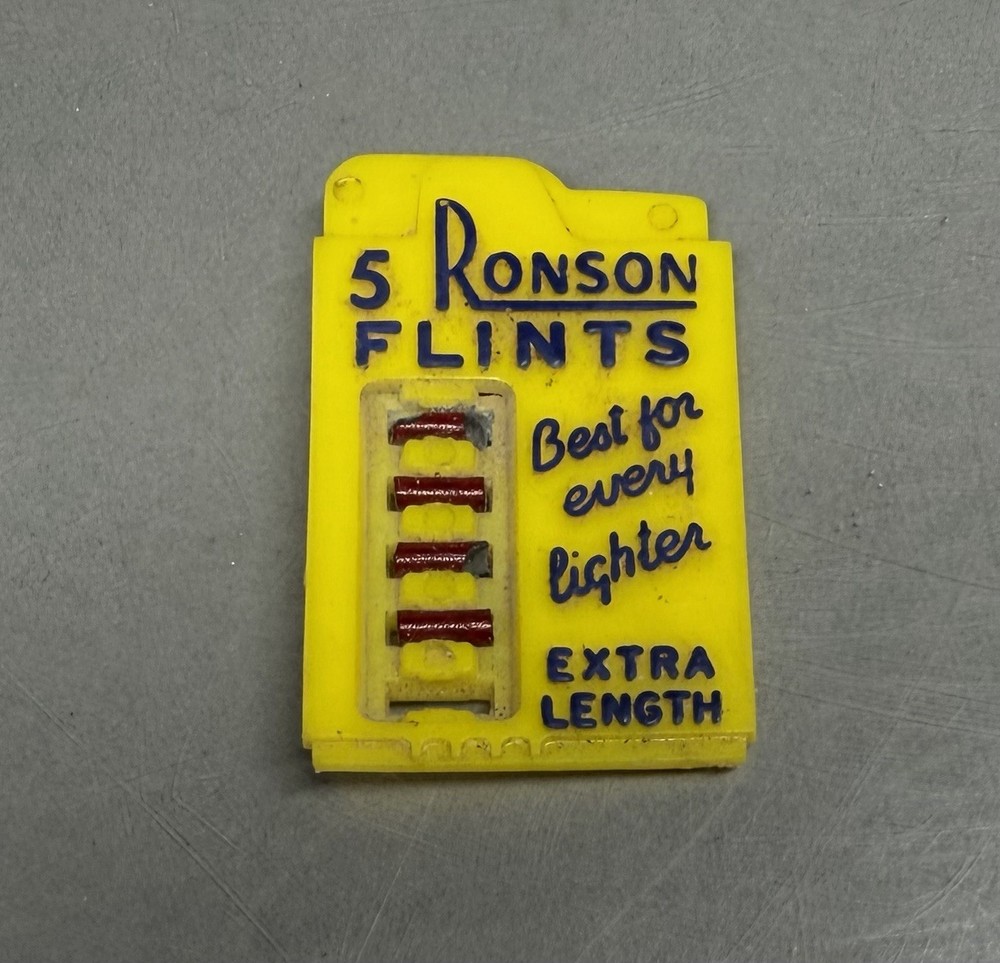 5 RONSON
FLINTS
Best for
every
lighter
EXTRA
LENGTH